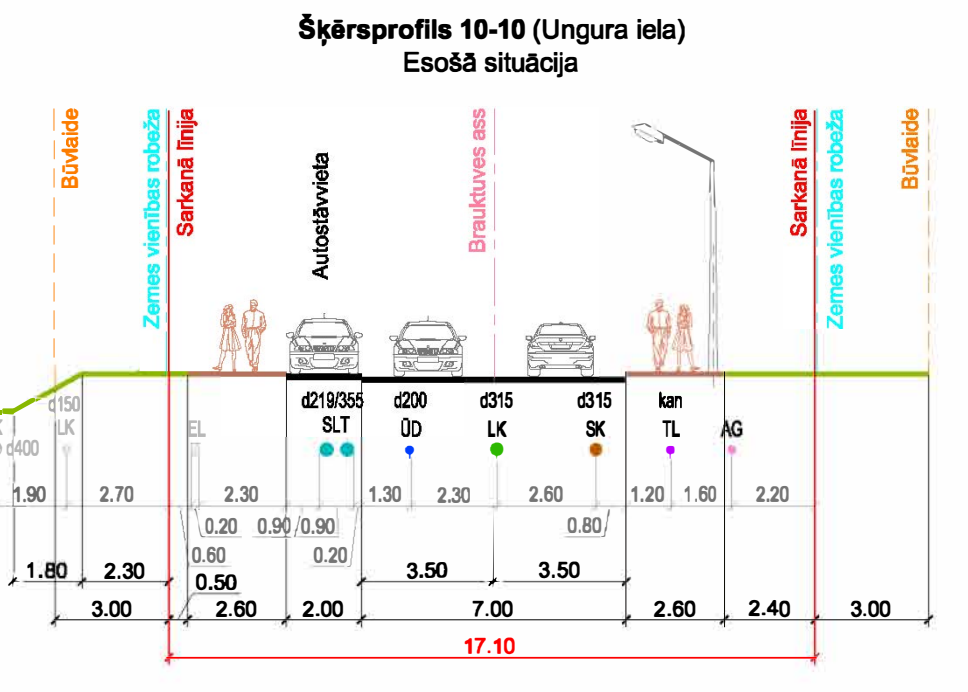 Šķērsprofils 10-10 (Ungura iela)
Esošā situācija
Būvlaide
Zemes vienības robeža
Sarkanā līnija
Autostāvvieta
Brauktuves ass
Sarkanā līnija
Zemes vienības robeža
Būvlaide
d150
LK
d400
EL
d219/355
SLT
d200
ŪD
d315
LK
d315
SK
kan
TL
AG
1.90 2.70 2.30 1.30 2.30 2.60 1.20 1.60 2.20
0.20 0.90 0.90 0.80
0.60 0.20
1.80 2.30 0.50 3.50 3.50
3.00 2.60 2.00 7.00 2.60 2.40 3.00
17.10